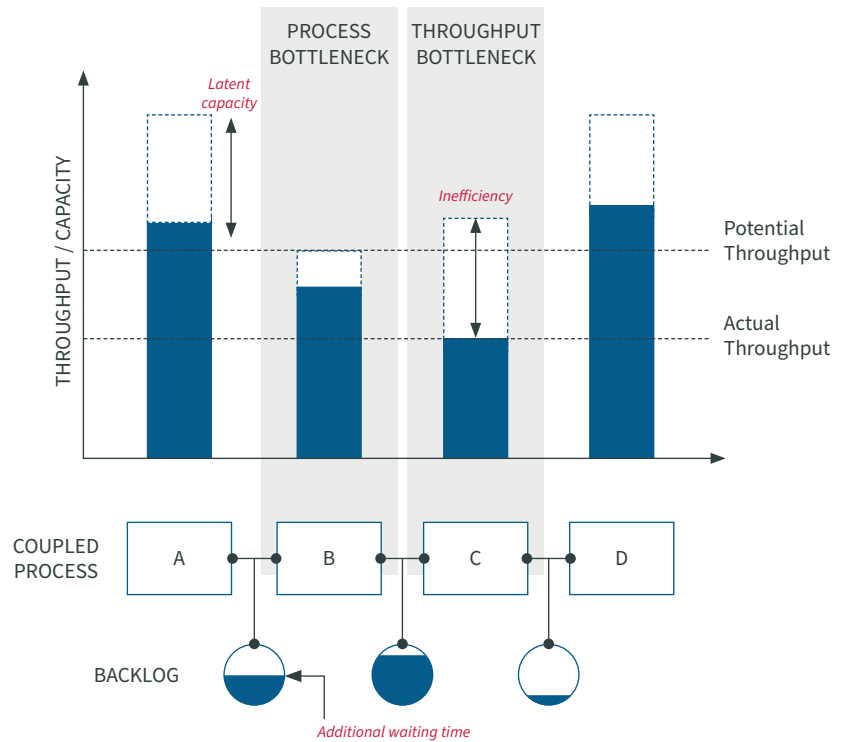 PROCESS
BOTTLENECK
THROUGHPUT
BOTTLENECK
Latent
capacity
Inefficiency
THROUGHPUT / CAPACITY
Potential
Throughput
Actual
Throughput
COUPLED
PROCESS
A
B
C
D
BACKLOG
Additional waiting time